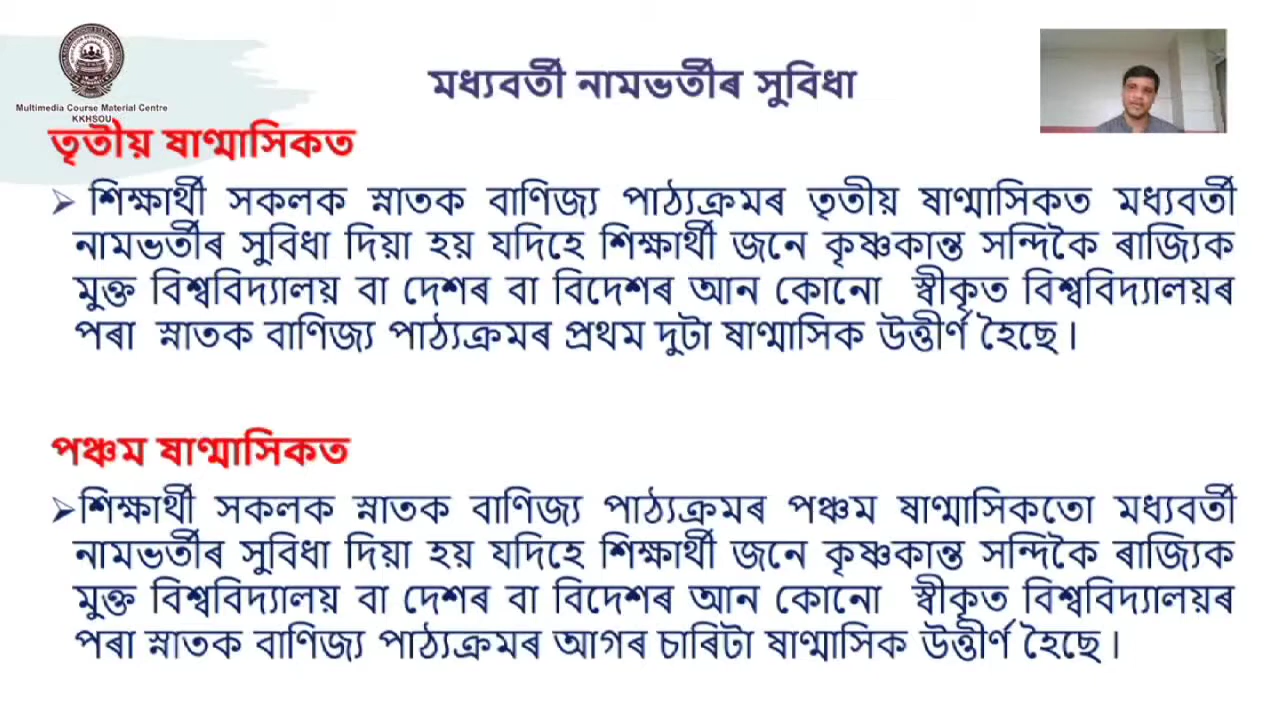 মধ্যবৰ্তী নামভৰ্তীৰ সুবিধা
Multimedia Course Material Centre
KKHSOU
তৃতীয় ষাণ্মাসিকত
➢ শিক্ষাৰ্থী সকলক স্নাতক বাণিজ্য পাঠ্যক্ৰমৰ তৃতীয় ষাণ্মাসিকত মধ্যবৰ্তী
নামভৰ্তীৰ সুবিধা দিয়া হয় যদিহে শিক্ষাৰ্থী জনে কৃষ্ণকান্ত সন্দিকৈ ৰাজ্যিক
মুক্ত বিশ্ববিদ্যালয় বা দেশৰ বা বিদেশৰ আন কোনো স্বীকৃত বিশ্ববিদ্যালয়ৰ
পৰা স্নাতক বাণিজ্য পাঠ্যক্ৰমৰ প্ৰথম দুটা ষাণ্মাসিক উত্তীৰ্ণ হৈছে।
পঞ্চম ষাণ্মাসিকত
➢শিক্ষাৰ্থী সকলক স্নাতক বাণিজ্য পাঠ্যক্ৰমৰ পঞ্চম ষাণ্মাসিকতো মধ্যবৰ্তী
নামভৰ্তীৰ সুবিধা দিয়া হয় যদিহে শিক্ষাৰ্থী জনে কৃষ্ণকান্ত সন্দিকৈ ৰাজ্যিক
মুক্ত বিশ্ববিদ্যালয় বা দেশৰ বা বিদেশৰ আন কোনো স্বীকৃত বিশ্ববিদ্যালয়ৰ
পৰা স্নাতক বাণিজ্য পাঠ্যক্ৰমৰ আগৰ চাৰিটা ষাণ্মাসিক উত্তীৰ্ণ হৈছে।